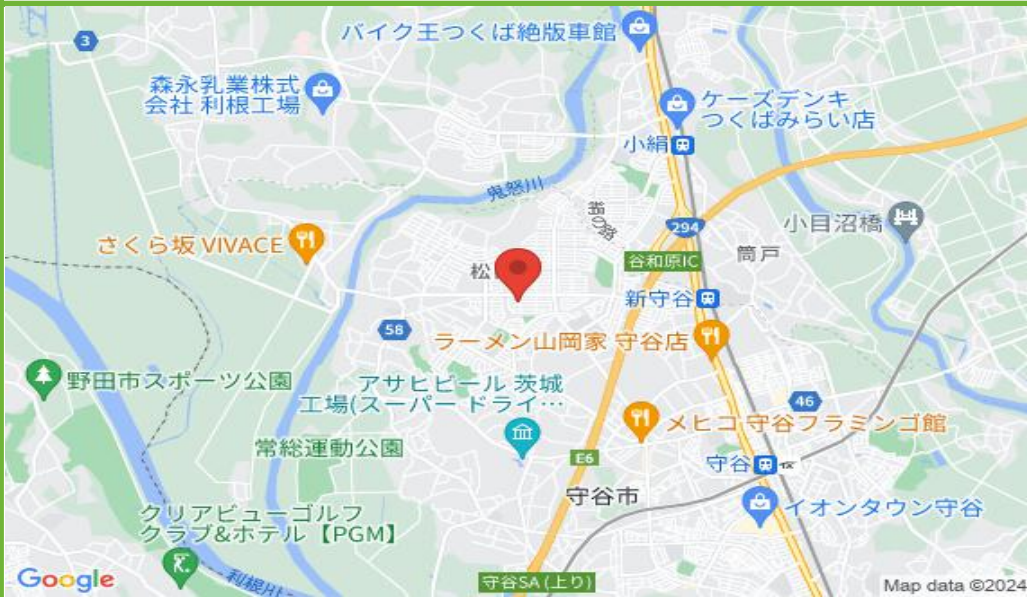 バイク王つくば絶版車館
3
森永乳業株式
会社 利根工場
ケーズデンキ
つくばみらい店
小絹
鬼怒川
294
小目沼橋
さくら坂 VIVACE
谷和原IC
筒戸
松
新守谷
58
ラーメン山岡家 守谷店
野田市スポーツ公園
アサヒビール 茨城
工場(スーパー ドライ…
46
メヒコ 守谷フラミンゴ館
常総運動公園
E6
守谷
守谷市
イオンタウン守谷
クリアビューゴルフ
クラブ&ホテル【PGM】
Google
利根川
守谷SA (上り)
Map data ©2024